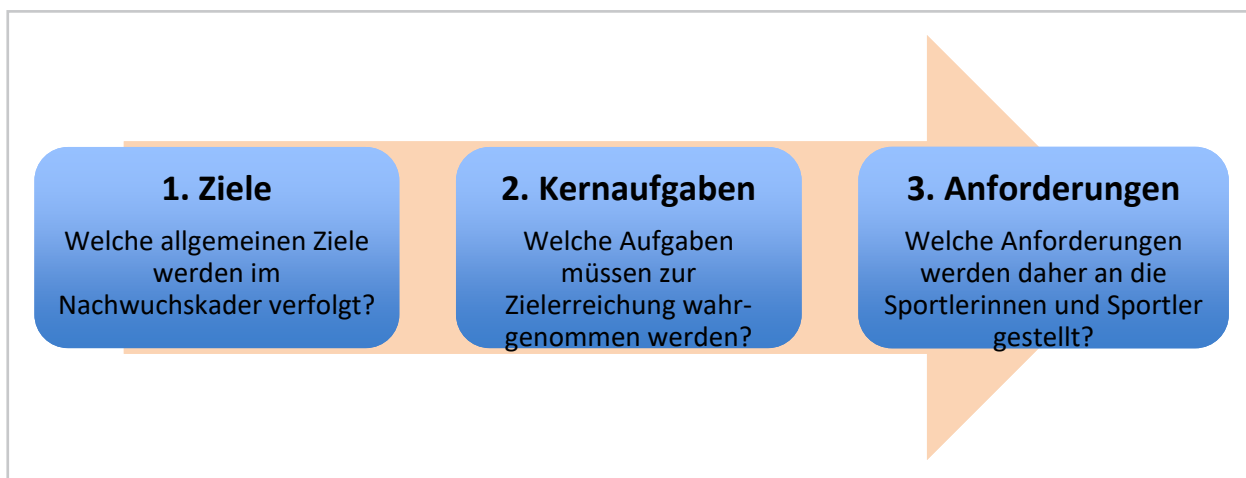 1. Ziele
Welche allgemeinen Ziele
werden im
Nachwuchskader verfolgt?
2. Kernaufgaben
Welche Aufgaben
müssen zur
Zielerreichung wahr-
genommen werden?
3. Anforderungen
Welche Anforderungen
werden daher an die
Sportlerinnen und Sportler
gestellt?